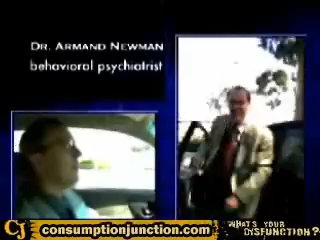 DR. ARMAND NEWMAN
behavioral psychiatrist
CJ consumptionjunction.com
WHAT'S YOUR
DISFUNCTION?